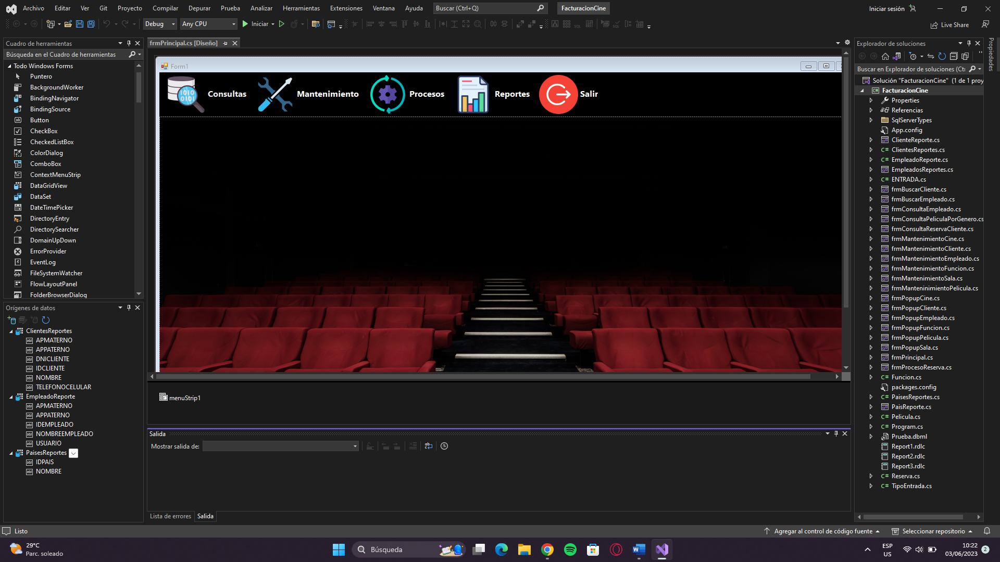 Archivo Editar Ver Git Proyecto Compilar Depurar Prueba Analizar Herramientas Extensiones Ventana Ayuda Buscar (Ctrl+Q) FacturacionCine Iniciar sesión
Debug Any CPU Iniciar Live Share
Cuadro de herramientas
Búsqueda en el Cuadro de herramientas
Todo Windows Forms
Puntero
BackgroundWorker
BindingNavigator
BindingSource
Button
CheckBox
CheckedListBox
ColorDialog
ComboBox
ContextMenuStrip
DataGridView
DataSet
DateTimePicker
DirectoryEntry
DirectorySearcher
DomainUpDown
ErrorProvider
EventLog
FileSystemWatcher
FlowLayoutPanel
FolderBrowserDialog
Orígenes de datos
ClientesReportes
APMATERNO
APPATERNO
DNICLIENTE
IDCLIENTE
NOMBRE
TELEFONOCELULAR
EmpleadoReporte
APMATERNO
APPATERNO
IDEMPLEADO
NOMBREEMPLEADO
USUARIO
PaisesReportes
IDPAIS
NOMBRE
frmPrincipal.cs [Diseño]
Form1
Consultas Mantenimiento Procesos Reportes Salir
menuStrip1
Salida
Mostrar salida de:
Lista de errores Salida
Explorador de soluciones
Buscar en Explorador de soluciones (Ctr
Solución "FacturacionCine" (1 de 1 proy
FacturacionCine
Properties
Referencias
SqlServerTypes
App.config
ClienteReporte.cs
ClientesReportes.cs
EmpleadoReporte.cs
EmpleadosReportes.cs
ENTRADA.cs
frmBuscarCliente.cs
frmBuscarEmpleado.cs
frmConsultaEmpleado.cs
frmConsultaPeliculaPorGenero.cs
frmConsultaReservaCliente.cs
frmMantenimientoCine.cs
frmMantenimientoCliente.cs
frmMantenimientoEmpleado.cs
frmMantenimientoFuncion.cs
frmMantenimientoSala.cs
frmManteninimientoPelicula.cs
frmPopupCine.cs
frmPopupCliente.cs
frmPopupEmpleado.cs
frmPopupFuncion.cs
frmPopupPelicula.cs
frmPopupSala.cs
frmPrincipal.cs
frmProcesoReserva.cs
Funcion.cs
packages.config
PaisesReportes.cs
PaisReporte.cs
Pelicula.cs
Program.cs
Prueba.dbml
Report1.rdlc
Report2.rdlc
Report3.rdlc
Reserva.cs
TipoEntrada.cs
Propiedades
Listo Agregar al control de código fuente Seleccionar repositorio
29°C
Parc. soleado
Búsqueda
ESP
US
10:22
03/06/2023
2